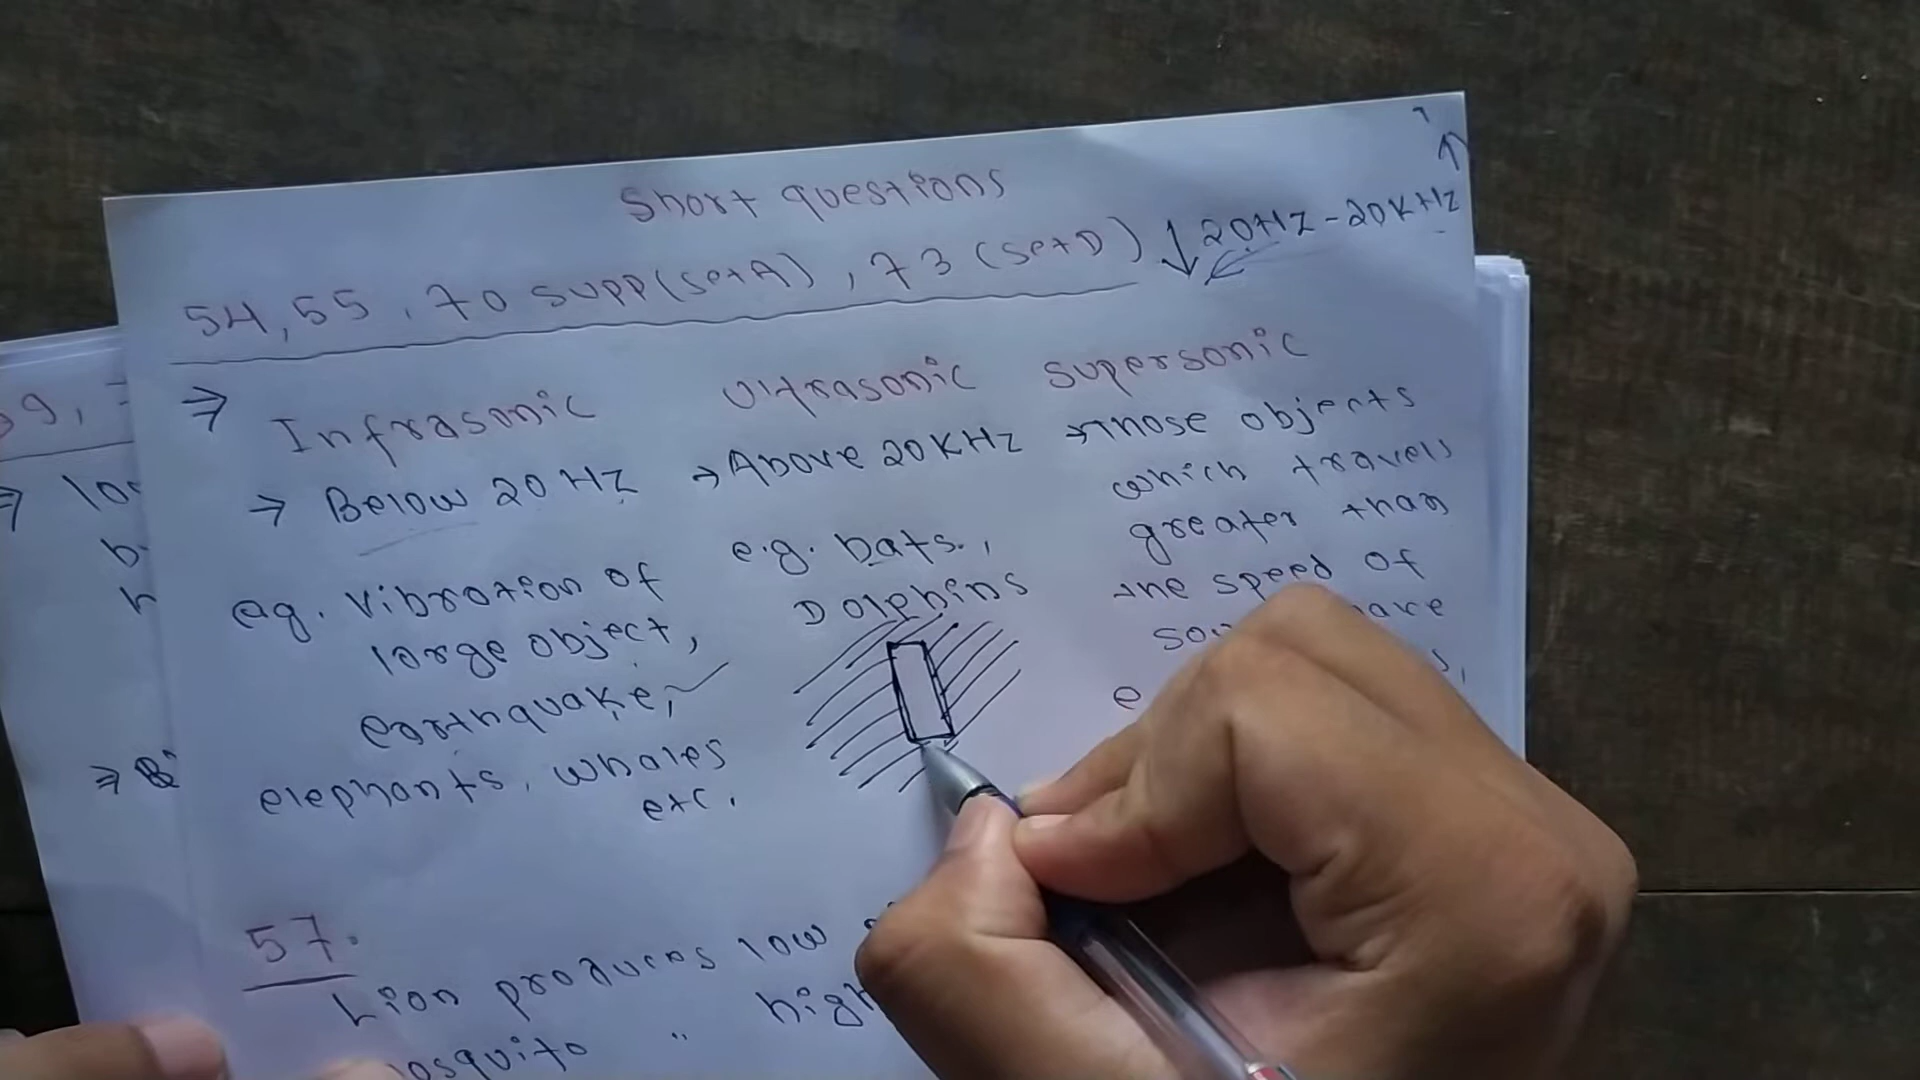 Short questions
54, 55, 70 supp (Set A), 73 (Set D) ↓ 20Hz - 20KHz
⇒ Infrasonic Ultrasonic supersonic
→ Below 20 Hz → Above 20 KHz → Those objects
which travels
greater than
the speed of
eg. vibration of
large object,
earthquake,
elephants, whales
etc.
e.g. bats.,
Dolphins
57.
Lion produces low
high